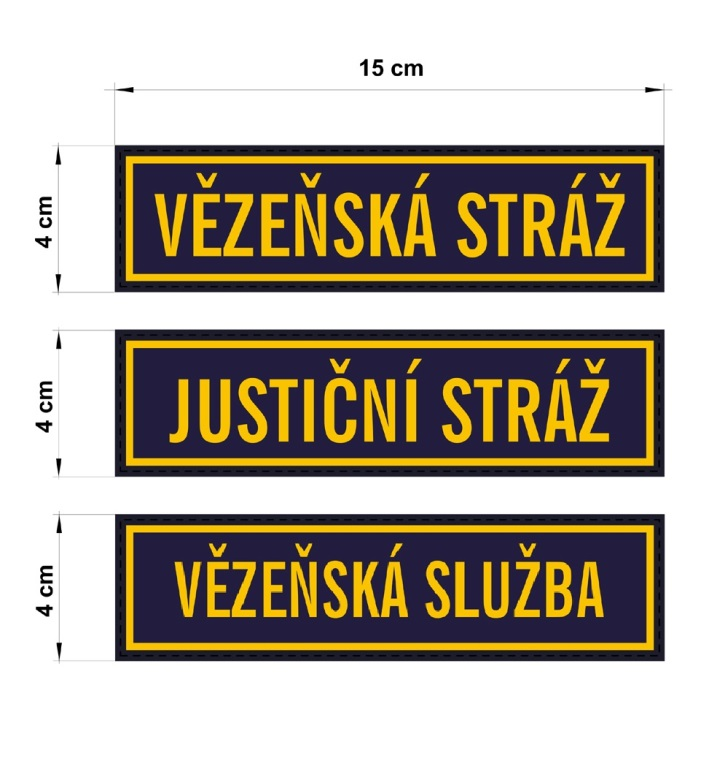 15 cm
4 cm
VĚZEŇSKÁ STRÁŽ
4 cm
JUSTIČNÍ STRÁŽ
4 cm
VĚZEŇSKÁ SLUŽBA